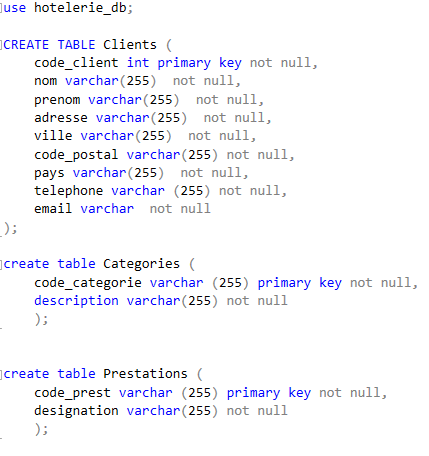 use hotelerie_db;
CREATE TABLE Clients (
code_client int primary key not null,
nom varchar(255)  not null,
prenom varchar(255)  not null,
adresse varchar(255)  not null,
ville varchar(255)  not null,
code_postal varchar(255) not null,
pays varchar(255)  not null,
telephone varchar (255) not null,
email varchar  not null
);
create table Categories (
code_categorie varchar (255) primary key not null,
description varchar(255) not null
);
create table Prestations (
code_prest varchar (255) primary key not null,
designation varchar(255) not null
);